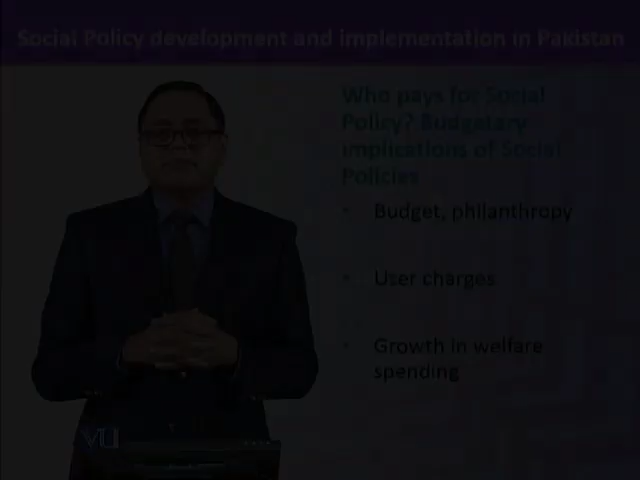 Social Policy development and implementation in Pakistan
Who pays for Social
Policy? Budgetary
implications of Social
Policies
• Budget, philanthropy
• User charges
• Growth in welfare
spending
VU